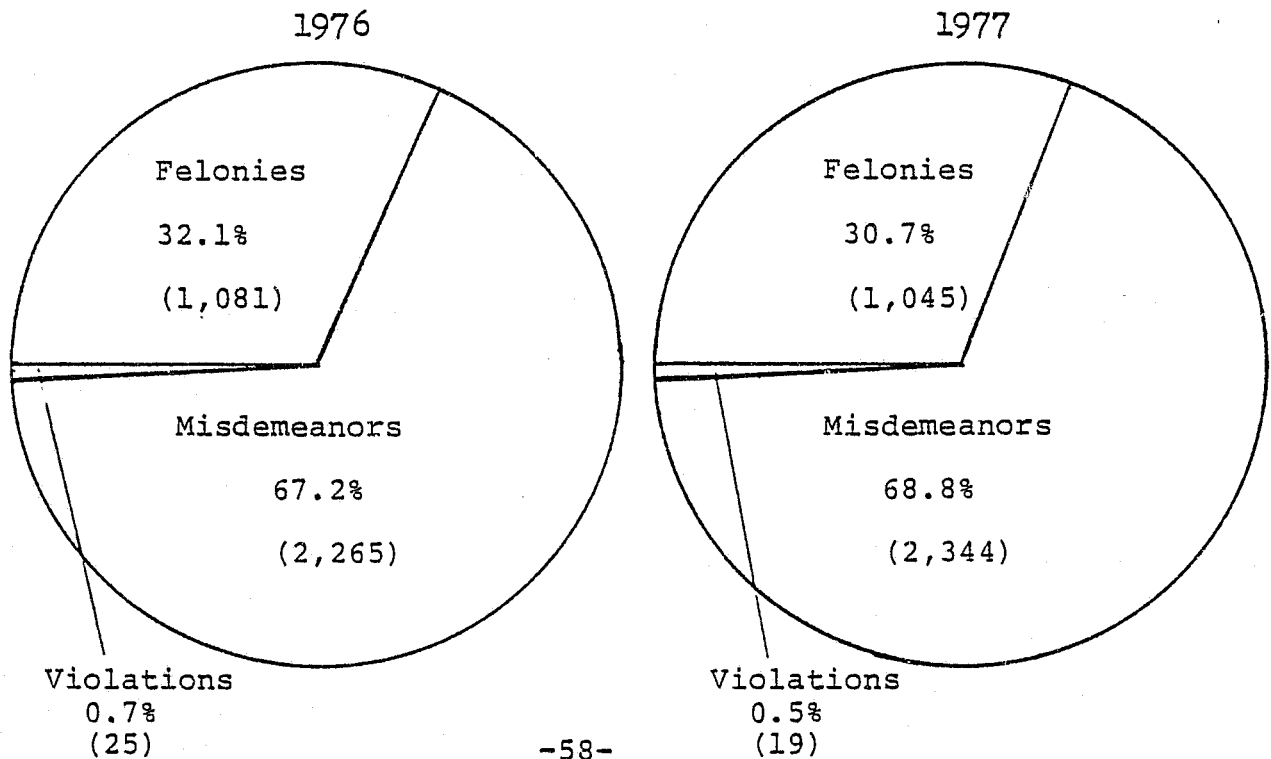 1976
Felonies
32.1%
(1,081)
Misdemeanors
67.2%
(2,265)
Violations
0.7%
(25)
1977
Felonies
30.7%
(1,045)
Misdemeanors
68.8%
(2,344)
Violations
0.5%
(19)
-58-